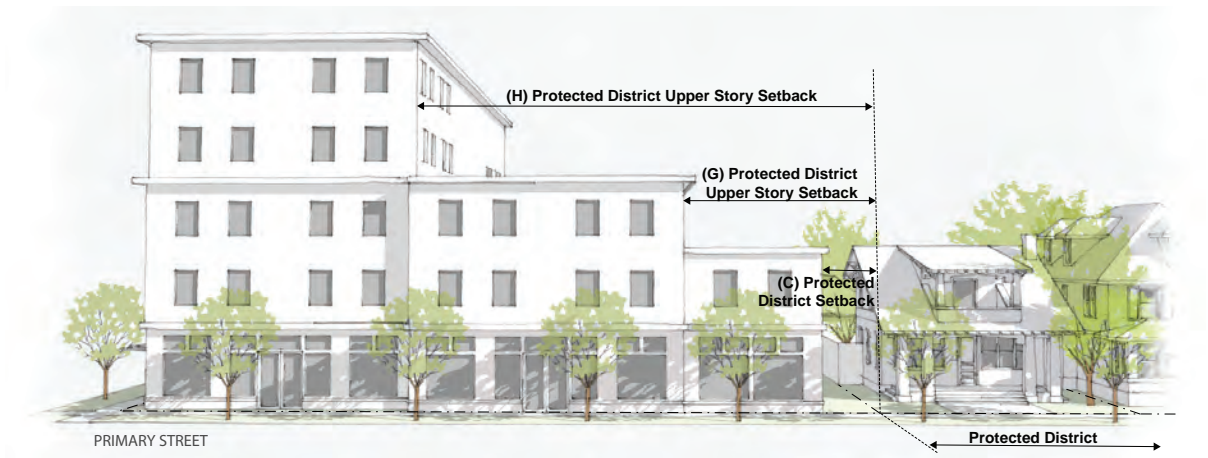 (H) Protected District Upper Story Setback
(G) Protected District
Upper Story Setback
(C) Protected
District Setback
PRIMARY STREET
Protected District